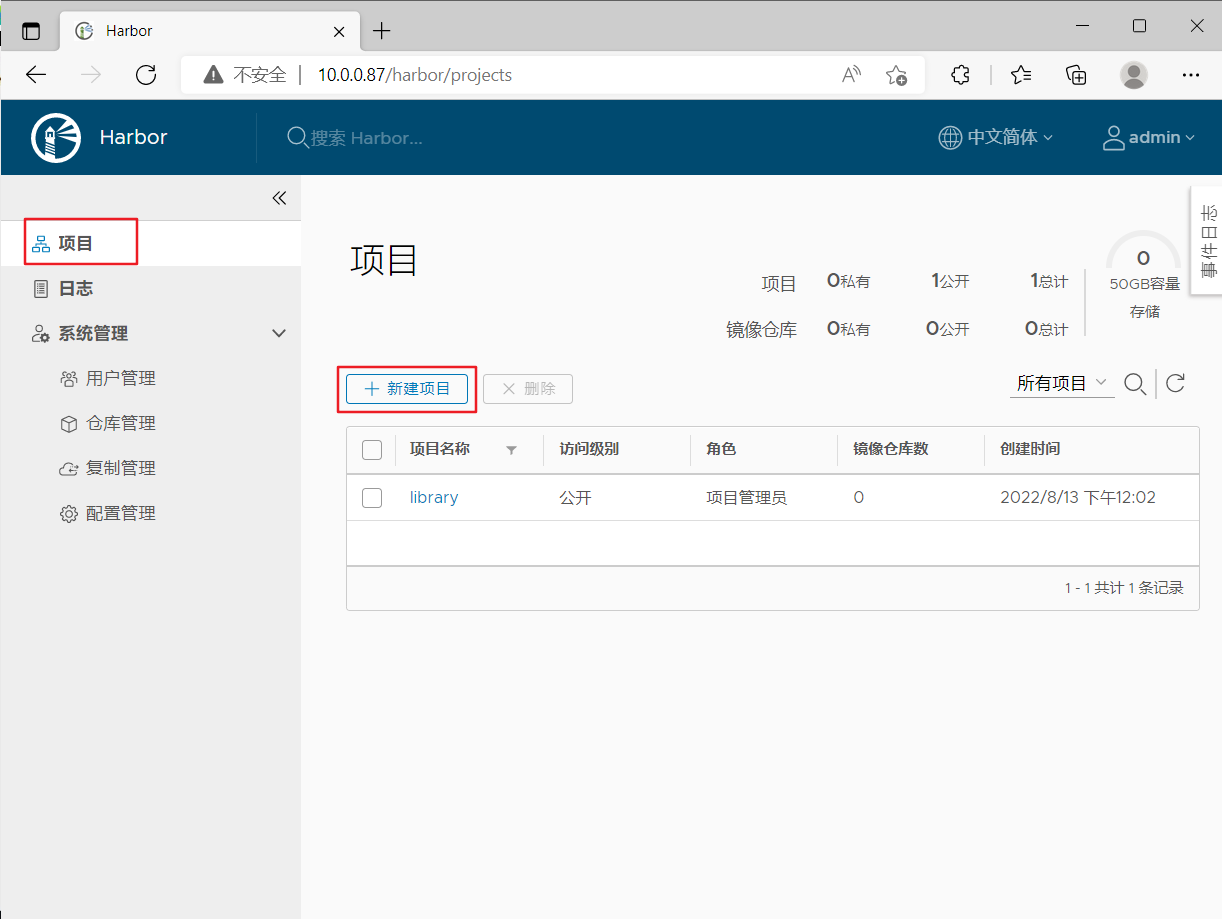 Harbor
不安全 | 10.0.0.87/harbor/projects
Harbor
搜索 Harbor...
中文简体
admin
项目
日志
系统管理
用户管理
仓库管理
复制管理
配置管理
项目
项目 0私有 1公开 1总计
镜像仓库 0私有 0公开 0总计
0
50GB容量
存储
事件日志
新建项目
删除
所有项目
项目名称 访问级别 角色 镜像仓库数 创建时间
library 公开 项目管理员 0 2022/8/13 下午12:02
1 - 1 共计 1 条记录